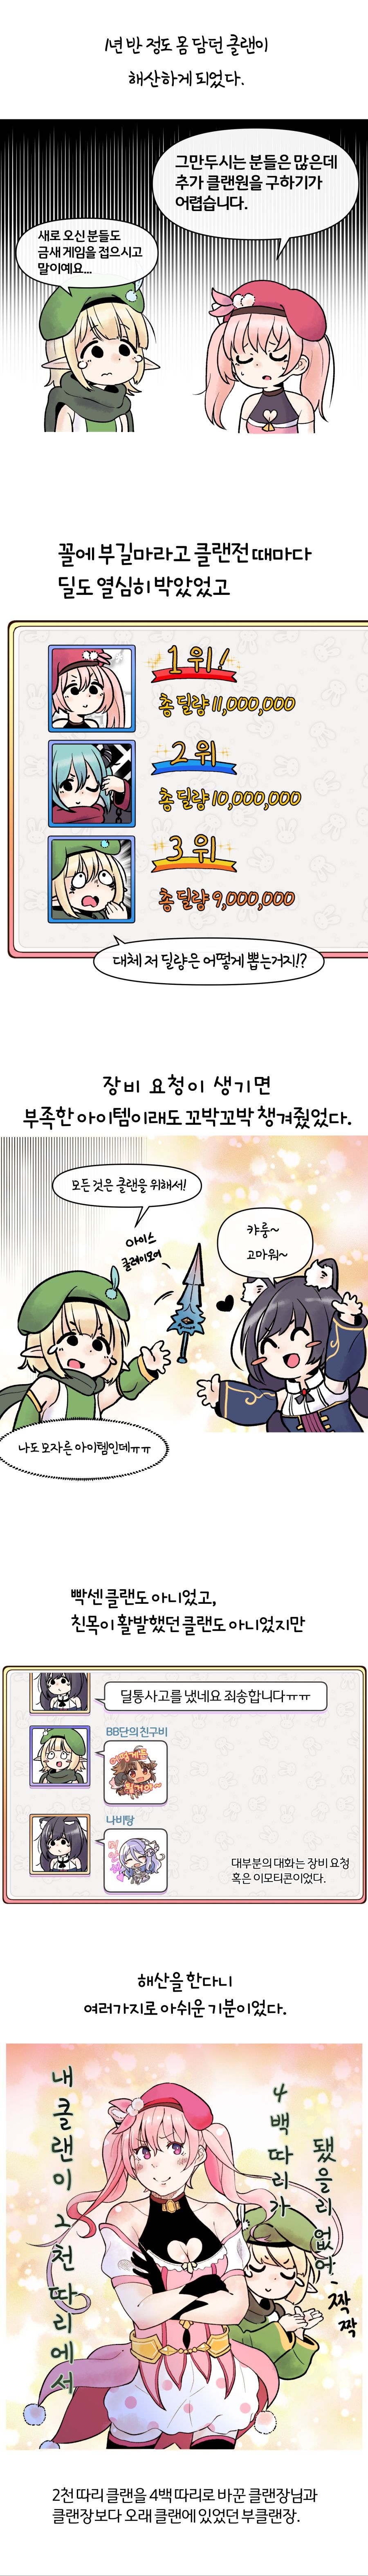 1년 반 정도 몸 담던 클랜이
해산하게 되었다.
그만두시는 분들은 많은데
추가 클랜원을 구하기가
어렵습니다.
새로 오신 분들도
금새 게임을 접으시고
말이예요...
꼴에 부길마라고 클랜전 때마다
딜도 열심히 박았었고
1위!
총 딜량 11,000,000
2위
총 딜량 10,000,000
3위
총 딜량 9,000,000
대체 저 딜량은 어떻게 뽑는거지!?
장비 요청이 생기면
부족한 아이템이래도 꼬박꼬박 챙겨줬었다.
모든 것은 클랜을 위해서!
아이스
클레이모어
캬룽~
고마워~
나도 모자른 아이템인데ㅠㅠ
빡센 클랜도 아니었고,
친목이 활발했던 클랜도 아니었지만
딜통사고를 냈네요 죄송합니다ㅠㅠ
BB단의 친구비
나비탕
대부분의 대화는 장비 요청
혹은 이모티콘이었다.
해산을 한다니
여러가지로 아쉬운 기분이었다.
내 클랜이 2천따리에서
4백따리가
됐을리 없어
짝
짝
2천 따리 클랜을 4백 따리로 바꾼 클랜장님과
클랜장보다 오래 클랜에 있었던 부클랜장.